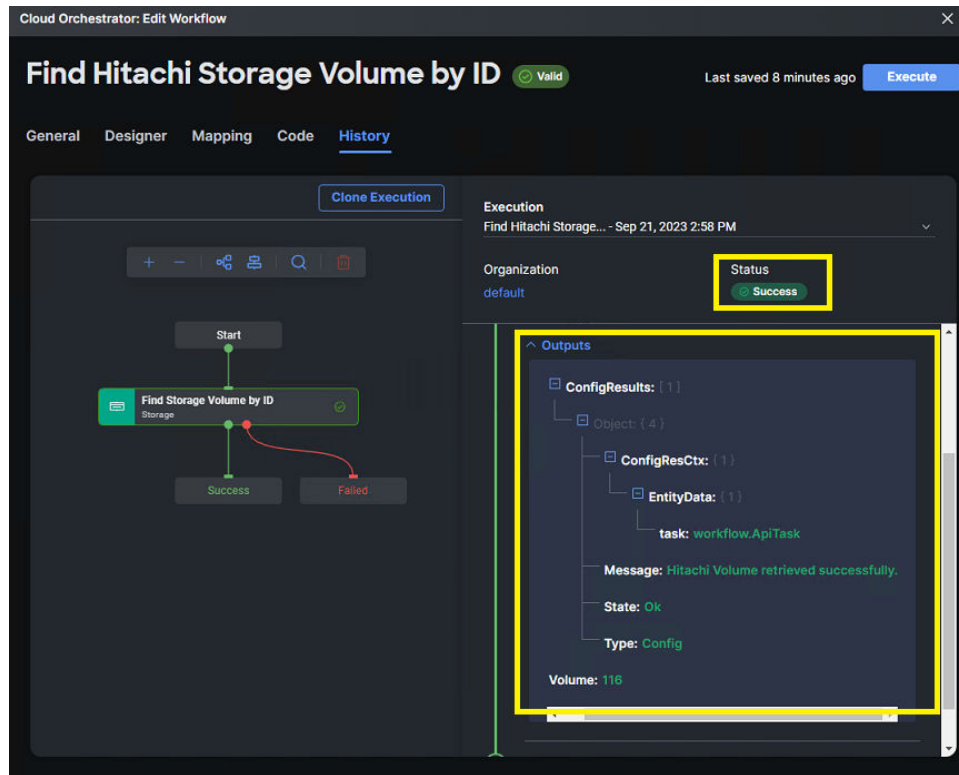 Cloud Orchestrator: Edit Workflow
Find Hitachi Storage Volume by ID
Valid
Last saved 8 minutes ago
Execute
General Designer Mapping Code History
Clone Execution
Start
Find Storage Volume by ID
Storage
Success
Failed
Execution
Find Hitachi Storage... - Sep 21, 2023 2:58 PM
Organization
default
Status
Success
Outputs
ConfigResults: [ 1 ]
Object: { 4 }
ConfigResCtx: { 1 }
EntityData: { 1 }
task: workflow.ApiTask
Message: Hitachi Volume retrieved successfully.
State: Ok
Type: Config
Volume: 116